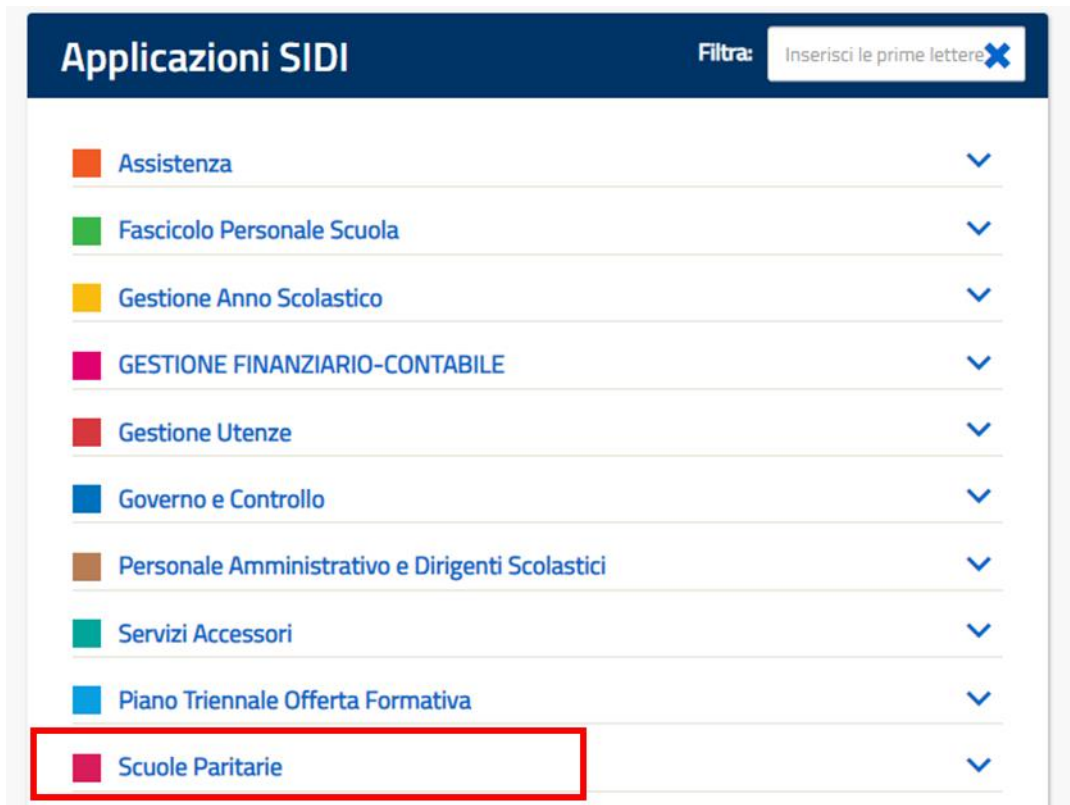 Applicazioni SIDI
Filtra: Inserisci le prime lettere
Assistenza
Fascicolo Personale Scuola
Gestione Anno Scolastico
GESTIONE FINANZIARIO-CONTABILE
Gestione Utenze
Governo e Controllo
Personale Amministrativo e Dirigenti Scolastici
Servizi Accessori
Piano Triennale Offerta Formativa
Scuole Paritarie